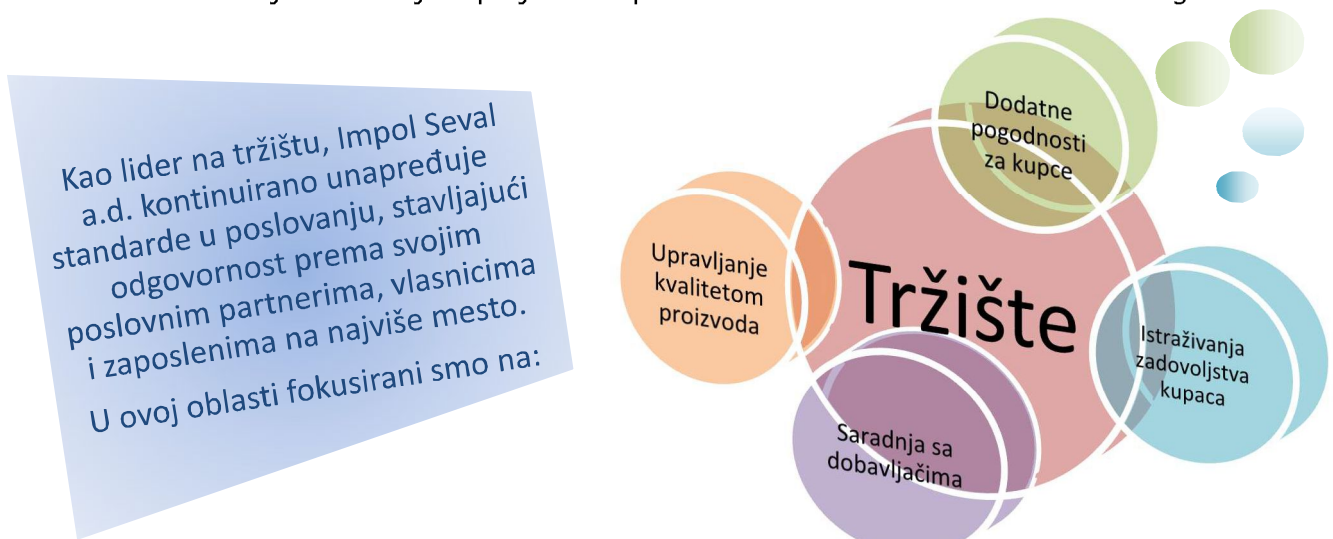 Kao lider na tržištu, Impol Seval
a.d. kontinuirano unapređuje
standarde u poslovanju, stavljajući
odgovornost prema svojim
poslovnim partnerima, vlasnicima
i zaposlenima na najviše mesto.
U ovoj oblasti fokusirani smo na:
Dodatne
pogodnosti
za kupce
Upravljanje
kvalitetom
proizvoda
Tržište
Istraživanja
zadovoljstva
kupaca
Saradnja sa
dobavljačima